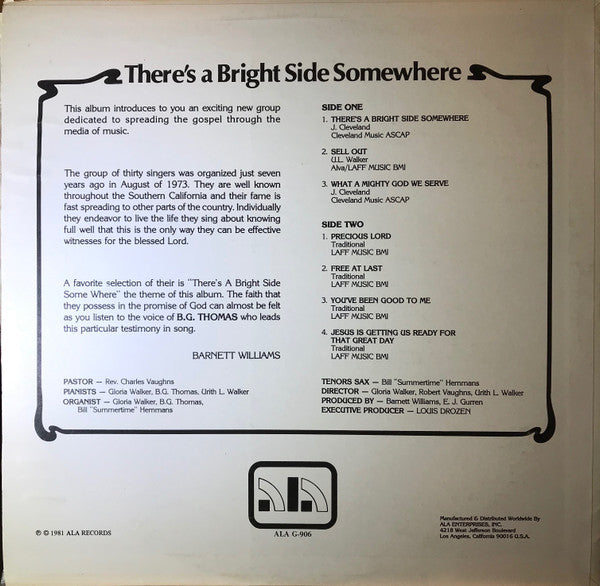 There's a Bright Side Somewhere
This album introduces to you an exciting new group
dedicated to spreading the gospel through the
media of music.
The group of thirty singers was organized just seven
years ago in August of 1973. They are well known
throughout the Southern California and their fame is
fast spreading to other parts of the country. Individually
they endeavor to live the life they sing about knowing
full well that this is the only way they can be effective
witnesses for the blessed Lord.
A favorite selection of their is "There's A Bright Side
Some Where" the theme of this album. The faith that
they possess in the promise of God can almost be felt
as you listen to the voice of B.G. THOMAS who leads
this particular testimony in song.
BARNETT WILLIAMS
PASTOR — Rev. Charles Vaughns
PIANISTS — Gloria Walker, B.G. Thomas, Urith L. Walker
ORGANIST — Gloria Walker, B.G. Thomas,
Bill "Summertime" Hemmans
SIDE ONE
1. THERE'S A BRIGHT SIDE SOMEWHERE
J. Cleveland
Cleveland Music ASCAP
2. SELL OUT
U.L. Walker
Alva/LAFF MUSIC BMI
3. WHAT A MIGHTY GOD WE SERVE
J. Cleveland
Cleveland Music ASCAP
SIDE TWO
1. PRECIOUS LORD
Traditional
LAFF MUSIC BMI
2. FREE AT LAST
Traditional
LAFF MUSIC BMI
3. YOU'VE BEEN GOOD TO ME
Traditional
LAFF MUSIC BMI
4. JESUS IS GETTING US READY FOR
THAT GREAT DAY
Traditional
LAFF MUSIC BMI
TENORS SAX — Bill "Summertime" Hemmans
DIRECTOR — Gloria Walker, Robert Vaughns, Urith L. Walker
PRODUCED BY — Barnett Williams, E. J. Gurren
EXECUTIVE PRODUCER — LOUIS DROZEN
℗ © 1981 ALA RECORDS
ala
ALA G-906
Manufactured & Distributed Worldwide By
ALA ENTERPRISES, INC.
4218 West Jefferson Boulevard
Los Angeles, California 90016 U.S.A.